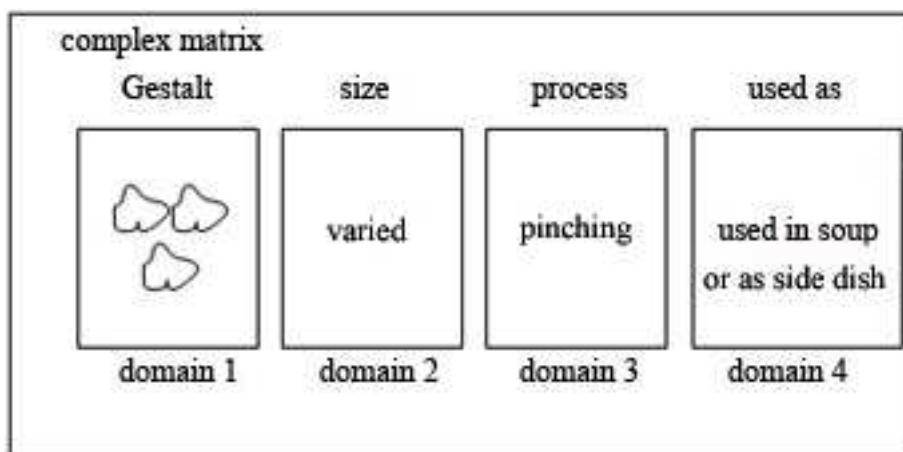 complex matrix
Gestalt size process used as
varied pinching used in soup
or as side dish
domain 1 domain 2 domain 3 domain 4